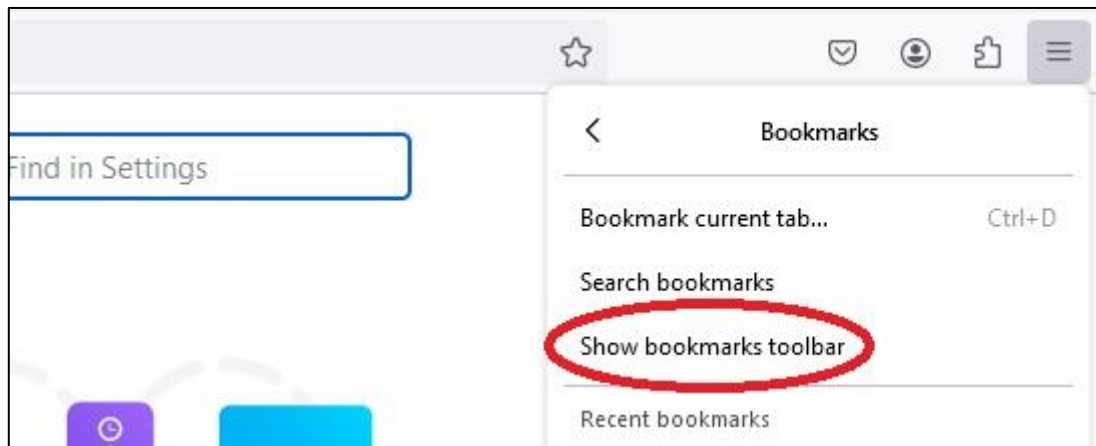 Find in Settings
Bookmarks
Bookmark current tab... Ctrl+D
Search bookmarks
Show bookmarks toolbar
Recent bookmarks